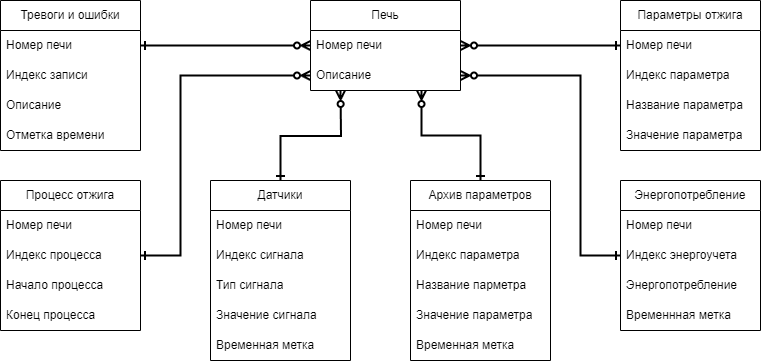 Тревоги и ошибки
Номер печи
Индекс записи
Описание
Отметка времени
Печь
Номер печи
Описание
Параметры отжига
Номер печи
Индекс параметра
Название параметра
Значение параметра
Процесс отжига
Номер печи
Индекс процесса
Начало процесса
Конец процесса
Датчики
Номер печи
Индекс сигнала
Тип сигнала
Значение сигнала
Временная метка
Архив параметров
Номер печи
Индекс параметра
Название парметра
Значение параметра
Временная метка
Энергопотребление
Номер печи
Индекс энергоучета
Энергопотребление
Временнная метка